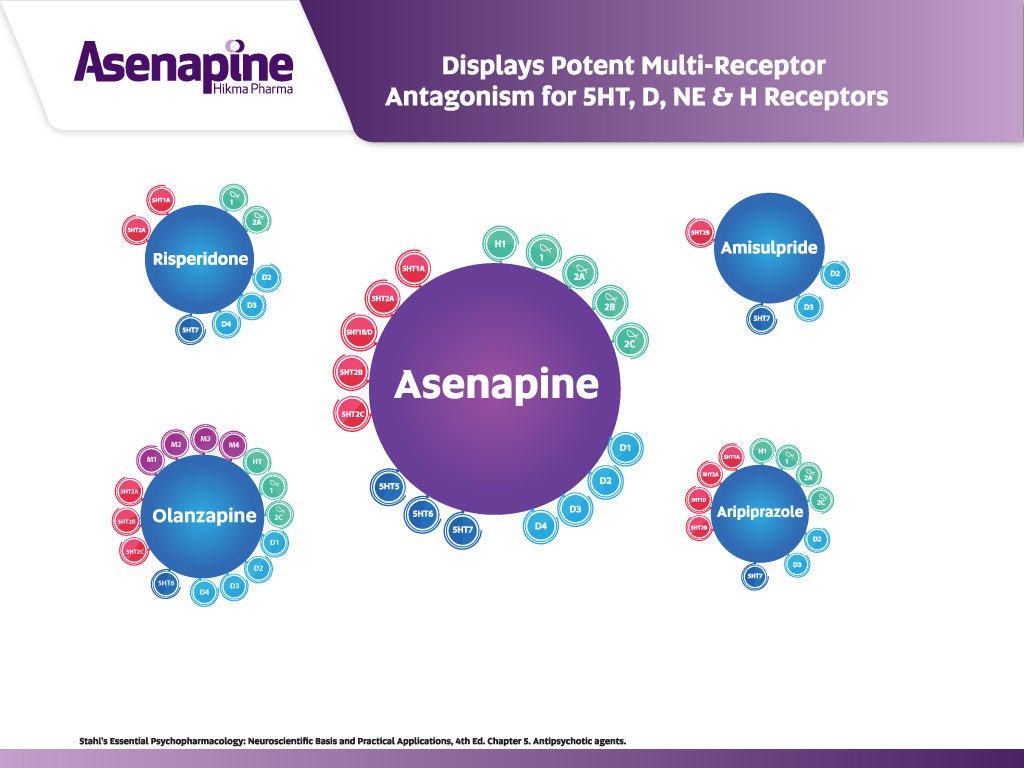 Asenapine
Hikma Pharma
Displays Potent Multi-Receptor
Antagonism for 5HT, D, NE & H Receptors
5HT1A
5HT2A
1
2A
Risperidone
D2
D3
D4
5HT7
5HT2B
Amisulpride
D2
D3
5HT7
H1
1
2A
2B
2C
5HT1A
5HT2A
5HT1B/D
5HT2B
5HT2C
Asenapine
D1
D2
D3
D4
5HT5
5HT6
5HT7
M1
M2
M3
M4
H1
1
2C
5HT2A
5HT2B
5HT2C
Olanzapine
D1
D2
D3
D4
5HT6
5HT1A
5HT2A
5HT1D
5HT2B
H1
1
2A
2C
Aripiprazole
D2
D3
5HT7
Stahl's Essential Psychopharmacology: Neuroscientific Basis and Practical Applications, 4th Ed. Chapter 5. Antipsychotic agents.